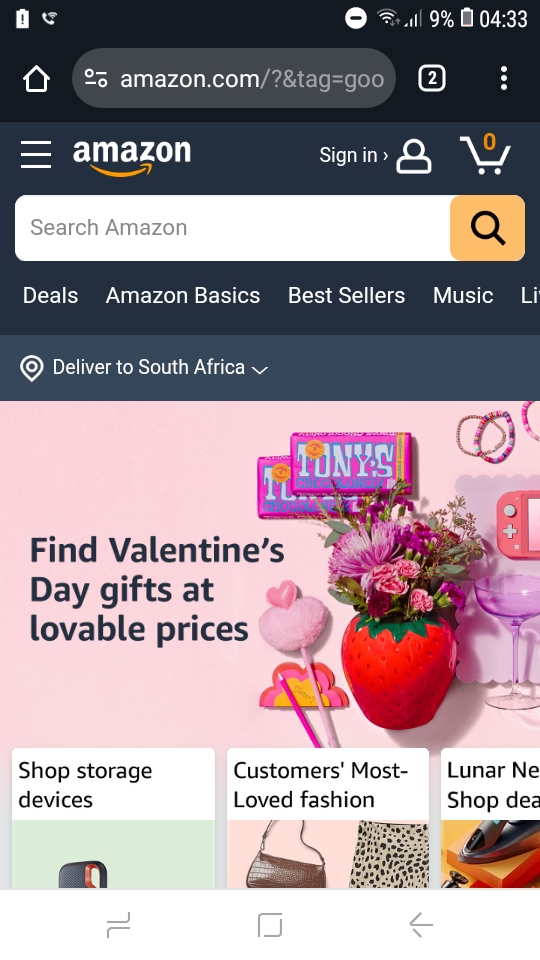 9% 04:33
amazon.com/?&tag=goo
2
amazon
Sign in ›
0
Search Amazon
Deals Amazon Basics Best Sellers Music Li
Deliver to South Africa
TONY'S
CHOCOLONELY
Find Valentine's
Day gifts at
lovable prices
Shop storage
devices
Customers' Most-
Loved fashion
Lunar Ne
Shop dea